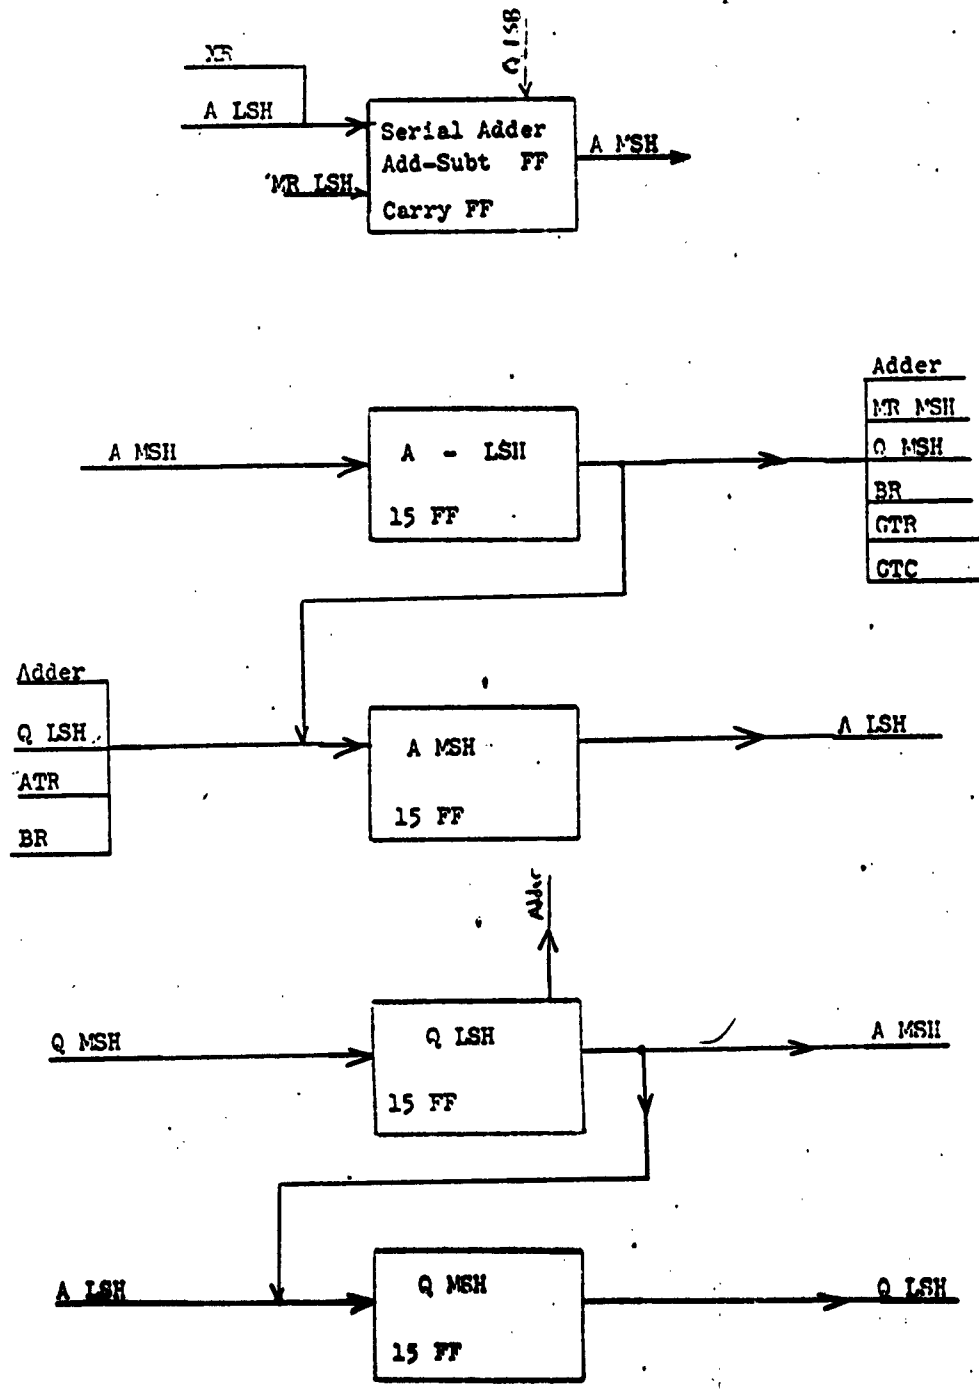 MR
Q LSB
A LSH
Serial Adder
Add-Subt FF
Carry FF
MR LSH
A MSH
A MSH
A - LSH
15 FF
Adder
MR MSH
Q MSH
BR
GTR
GTC
Adder
Q LSH
ATR
BR
A MSH
15 FF
A LSH
Adder
Q MSH
Q LSH
15 FF
A MSH
A LSH
Q MSH
15 FF
Q LSH